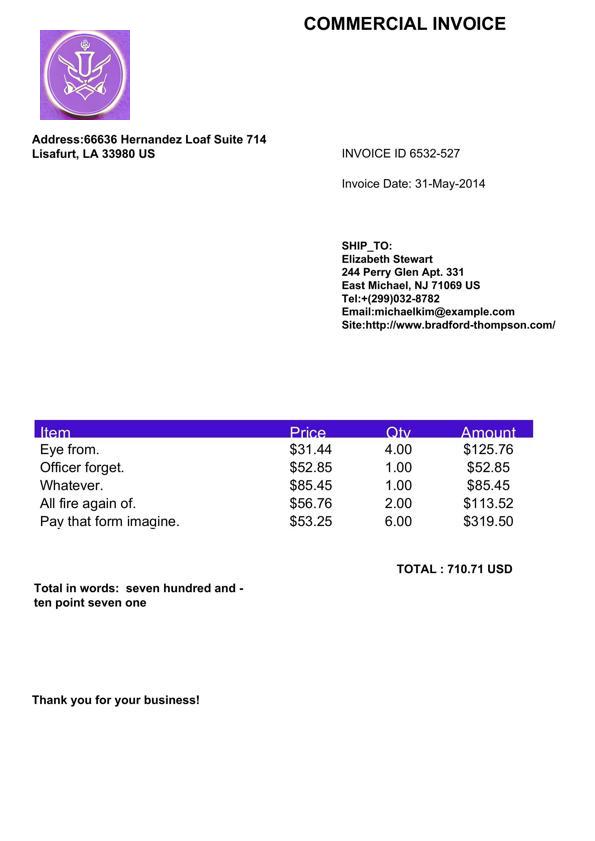 COMMERCIAL INVOICE
Address:66636 Hernandez Loaf Suite 714
Lisafurt, LA 33980 US
INVOICE ID 6532-527
Invoice Date: 31-May-2014
SHIP_TO:
Elizabeth Stewart
244 Perry Glen Apt. 331
East Michael, NJ 71069 US
Tel:+(299)032-8782
Email:michaelkim@example.com
Site:http://www.bradford-thompson.com/
Item Price Qty Amount
Eye from. $31.44 4.00 $125.76
Officer forget. $52.85 1.00 $52.85
Whatever. $85.45 1.00 $85.45
All fire again of. $56.76 2.00 $113.52
Pay that form imagine. $53.25 6.00 $319.50
TOTAL : 710.71 USD
Total in words: seven hundred and -
ten point seven one
Thank you for your business!